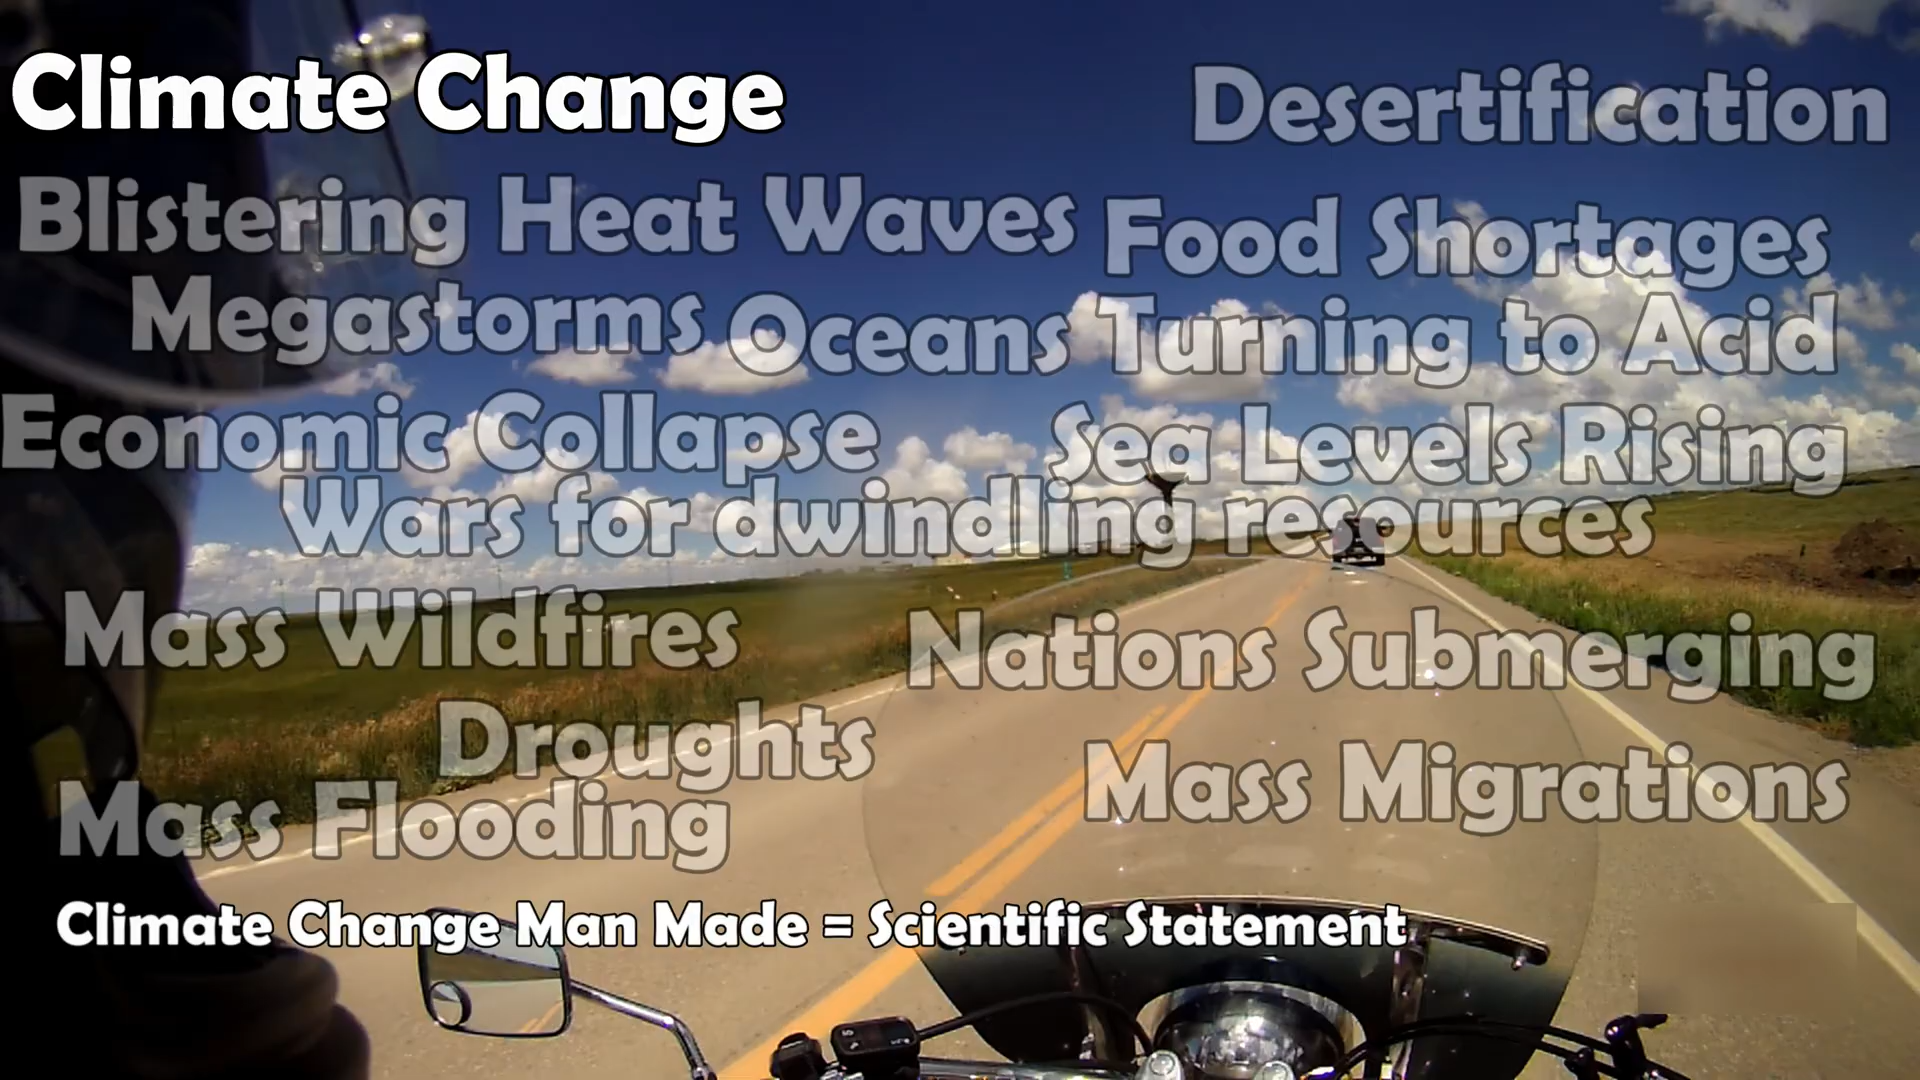 Climate Change
Desertification
Blistering Heat Waves
Food Shortages
Megastorms
Oceans Turning to Acid
Economic Collapse
Sea Levels Rising
Wars for dwindling resources
Mass Wildfires
Nations Submerging
Droughts
Mass Migrations
Mass Flooding
Climate Change Man Made = Scientific Statement